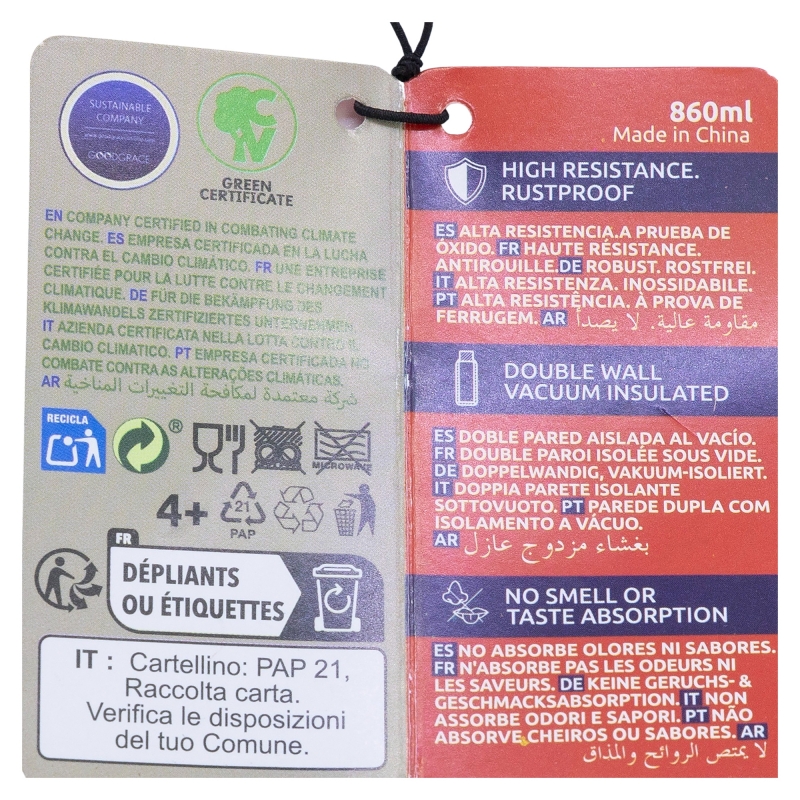 SUSTAINABLE
COMPANY
GOODGRACE
CV
GREEN
CERTIFICATE
EN COMPANY CERTIFIED IN COMBATING CLIMATE
CHANGE. ES EMPRESA CERTIFICADA EN LA LUCHA
CONTRA EL CAMBIO CLIMÁTICO. FR UNE ENTREPRISE
CERTIFIÉE POUR LA LUTTE CONTRE LE CHANGEMENT
CLIMATIQUE. DE FÜR DIE BEKÄMPFUNG DES
KLIMAWANDELS ZERTIFIZIERTES UNTERNEHMEN.
IT AZIENDA CERTIFICATA NELLA LOTTA CONTRO IL
CAMBIO CLIMATICO. PT EMPRESA CERTIFICADA NO
COMBATE CONTRA AS ALTERAÇÕES CLIMÁTICAS.
AR شركة معتمدة لمكافحة التغييرات المناخية
RECICLA
®
MICROWAVE
4+
21
PAP
FR
DÉPLIANTS
OU ÉTIQUETTES
IT : Cartellino: PAP 21,
Raccolta carta.
Verifica le disposizioni
del tuo Comune.
860ml
Made in China
HIGH RESISTANCE.
RUSTPROOF
ES ALTA RESISTENCIA.A PRUEBA DE
ÓXIDO. FR HAUTE RÉSISTANCE.
ANTIROUILLE.DE ROBUST. ROSTFREI.
IT ALTA RESISTENZA. INOSSIDABILE.
PT ALTA RESISTÊNCIA. À PROVA DE
FERRUGEM. AR مقاومة عالية. لا يصدأ
DOUBLE WALL
VACUUM INSULATED
ES DOBLE PARED AISLADA AL VACÍO.
FR DOUBLE PAROI ISOLÉE SOUS VIDE.
DE DOPPELWANDIG, VAKUUM-ISOLIERT.
IT DOPPIA PARETE ISOLANTE
SOTTOVUOTO. PT PAREDE DUPLA COM
ISOLAMENTO A VÁCUO.
AR بغشاء مزدوج عازل
NO SMELL OR
TASTE ABSORPTION
ES NO ABSORBE OLORES NI SABORES.
FR N'ABSORBE PAS LES ODEURS NI
LES SAVEURS. DE KEINE GERUCHS- &
GESCHMACKSABSORPTION. IT NON
ASSORBE ODORI E SAPORI. PT NÃO
ABSORVE CHEIROS OU SABORES. AR
لا يمتص الروائح والمذاق